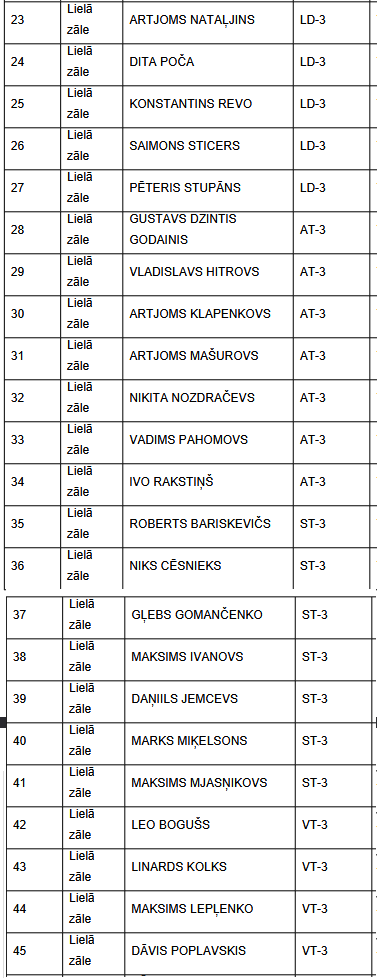 23 Lielā zāle ARTJOMS NATAĻJINS LD-3
24 Lielā zāle DITA POČA LD-3
25 Lielā zāle KONSTANTINS REVO LD-3
26 Lielā zāle SAIMONS STICERS LD-3
27 Lielā zāle PĒTERIS STUPĀNS LD-3
28 Lielā zāle GUSTAVS DZINTIS GODAINIS AT-3
29 Lielā zāle VLADISLAVS HITROVS AT-3
30 Lielā zāle ARTJOMS KLAPENKOVS AT-3
31 Lielā zāle ARTJOMS MAŠUROVS AT-3
32 Lielā zāle NIKITA NOZDRAČEVS AT-3
33 Lielā zāle VADIMS PAHOMOVS AT-3
34 Lielā zāle IVO RAKSTIŅŠ AT-3
35 Lielā zāle ROBERTS BARISKEVIČS ST-3
36 Lielā zāle NIKS CĒSNIEKS ST-3
37 Lielā zāle GĻEBS GOMANČENKO ST-3
38 Lielā zāle MAKSIMS IVANOVS ST-3
39 Lielā zāle DAŅIILS JEMCEVS ST-3
40 Lielā zāle MARKS MIĶELSONS ST-3
41 Lielā zāle MAKSIMS MJASŅIKOVS ST-3
42 Lielā zāle LEO BOGUŠS VT-3
43 Lielā zāle LINARDS KOLKS VT-3
44 Lielā zāle MAKSIMS LEPĻENKO VT-3
45 Lielā zāle DĀVIS POPLAVSKIS VT-3